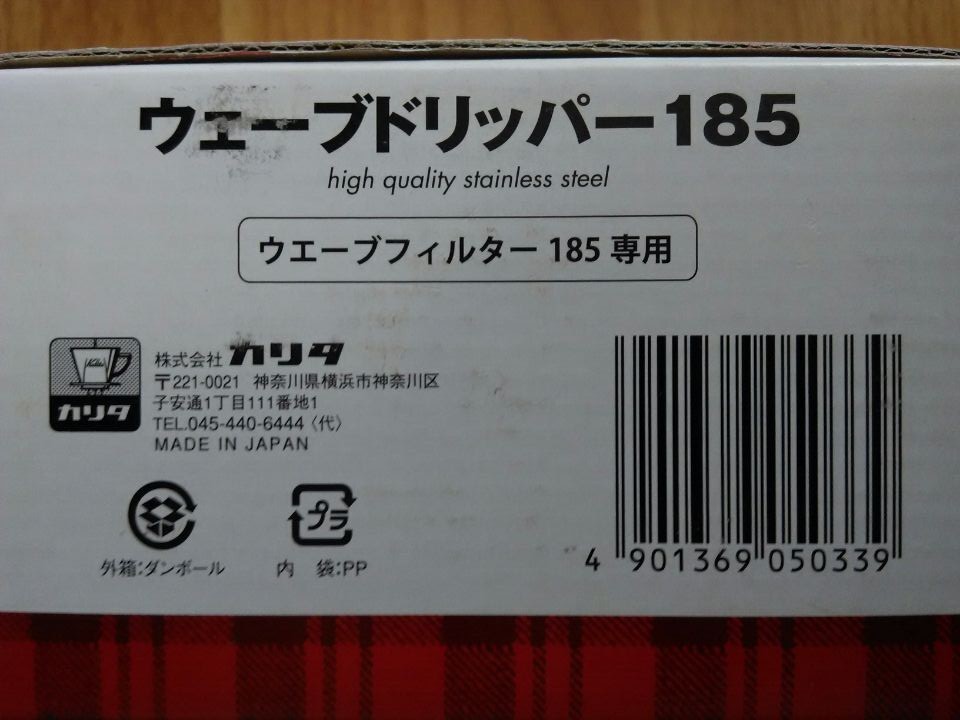 ウェーブドリッパー185
high quality stainless steel
ウエーブフィルター 185 専用
カリタ
株式会社 カリタ
〒221-0021 神奈川県横浜市神奈川区
子安通1丁目111番地1
TEL.045-440-6444〈代〉
MADE IN JAPAN
プラ
外箱:ダンボール
内 袋:PP
4 901369 050339